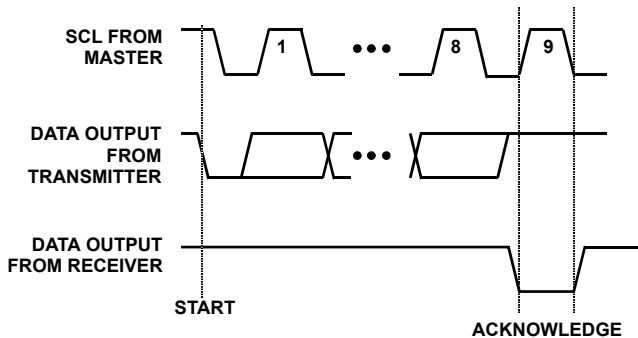 SCL FROM
MASTER
1
8
9
DATA OUTPUT
FROM
TRANSMITTER
DATA OUTPUT
FROM RECEIVER
START
ACKNOWLEDGE